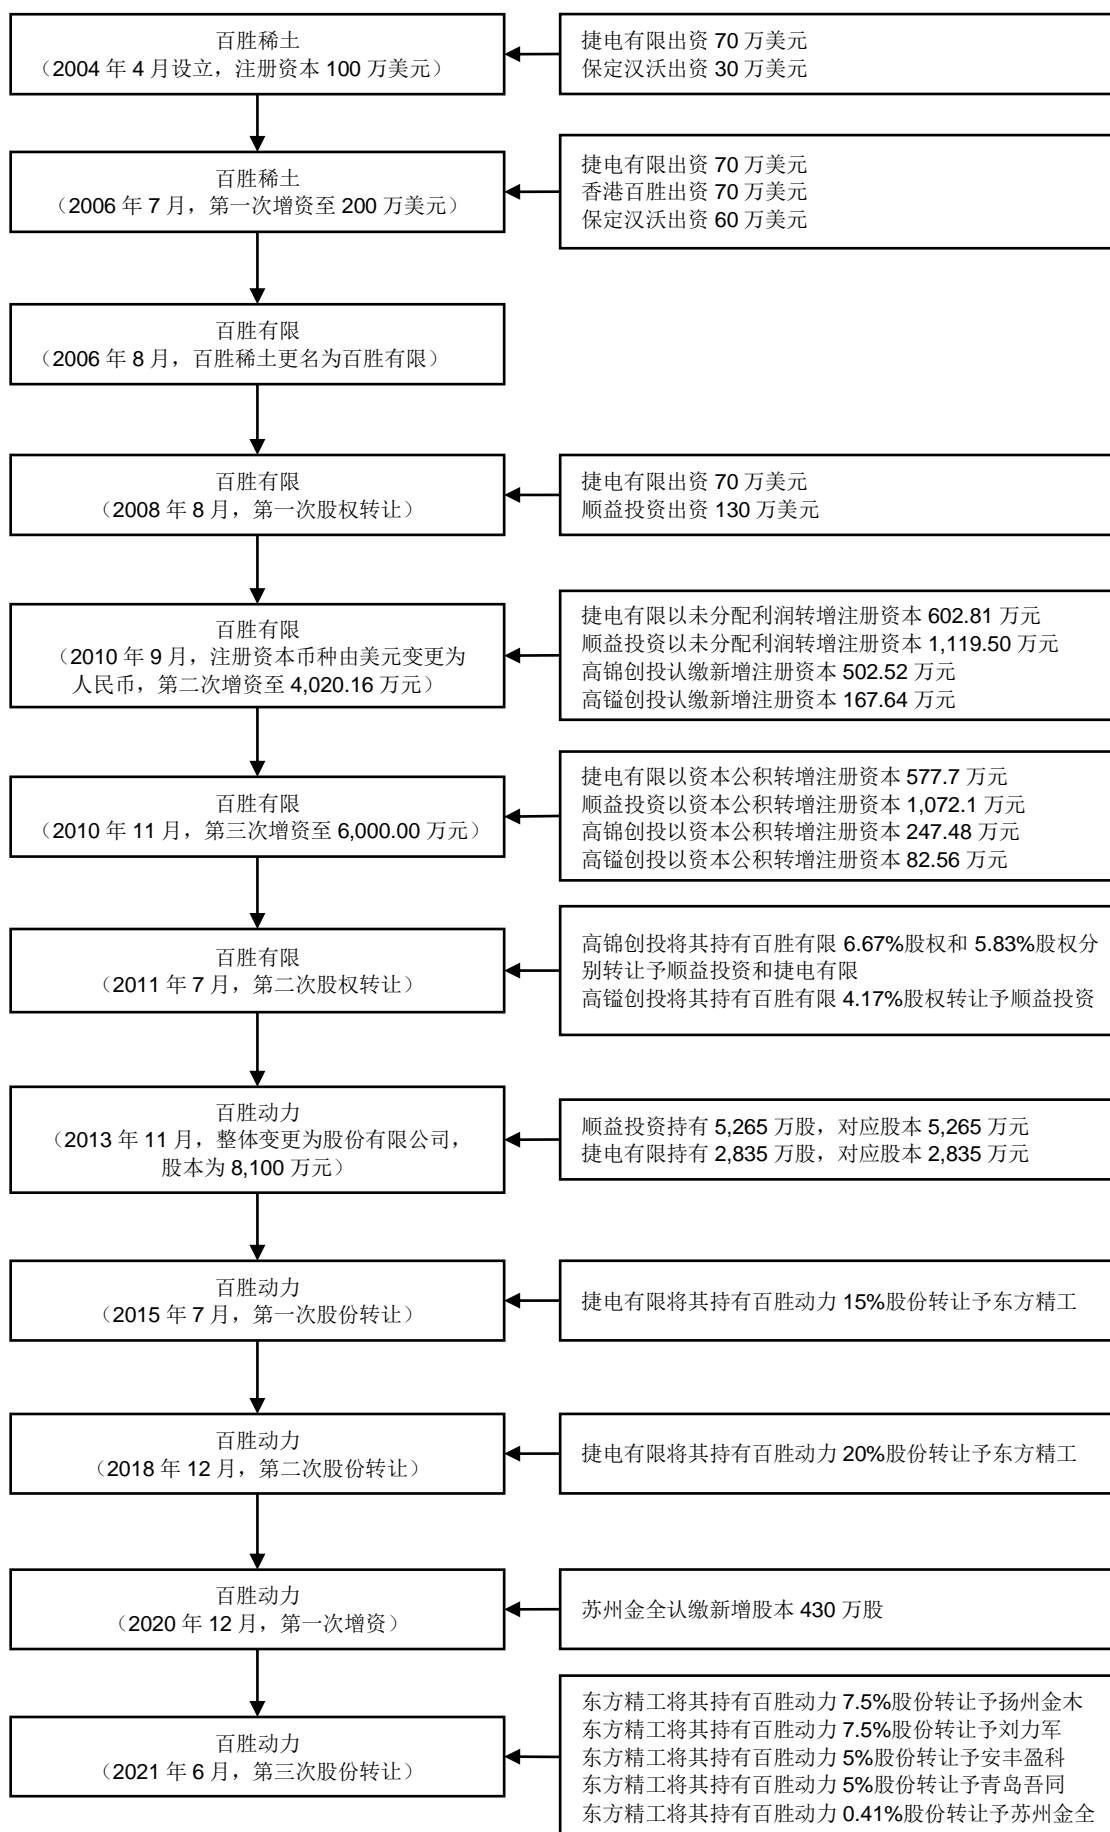 百胜稀土
（2004 年 4 月设立，注册资本 100 万美元）
捷电有限出资 70 万美元
保定汉沃出资 30 万美元
百胜稀土
（2006 年 7 月，第一次增资至 200 万美元）
捷电有限出资 70 万美元
香港百胜出资 70 万美元
保定汉沃出资 60 万美元
百胜有限
（2006 年 8 月，百胜稀土更名为百胜有限）
百胜有限
（2008 年 8 月，第一次股权转让）
捷电有限出资 70 万美元
顺益投资出资 130 万美元
百胜有限
（2010 年 9 月，注册资本币种由美元变更为
人民币，第二次增资至 4,020.16 万元）
捷电有限以未分配利润转增注册资本 602.81 万元
顺益投资以未分配利润转增注册资本 1,119.50 万元
高锦创投认缴新增注册资本 502.52 万元
高镒创投认缴新增注册资本 167.64 万元
百胜有限
（2010 年 11 月，第三次增资至 6,000.00 万元）
捷电有限以资本公积转增注册资本 577.7 万元
顺益投资以资本公积转增注册资本 1,072.1 万元
高锦创投以资本公积转增注册资本 247.48 万元
高镒创投以资本公积转增注册资本 82.56 万元
百胜有限
（2011 年 7 月，第二次股权转让）
高锦创投将其持有百胜有限 6.67%股权和 5.83%股权分
别转让予顺益投资和捷电有限
高镒创投将其持有百胜有限 4.17%股权转让予顺益投资
百胜动力
（2013 年 11 月，整体变更为股份有限公司，
股本为 8,100 万元）
顺益投资持有 5,265 万股，对应股本 5,265 万元
捷电有限持有 2,835 万股，对应股本 2,835 万元
百胜动力
（2015 年 7 月，第一次股份转让）
捷电有限将其持有百胜动力 15%股份转让予东方精工
百胜动力
（2018 年 12 月，第二次股份转让）
捷电有限将其持有百胜动力 20%股份转让予东方精工
百胜动力
（2020 年 12 月，第一次增资）
苏州金全认缴新增股本 430 万股
百胜动力
（2021 年 6 月，第三次股份转让）
东方精工将其持有百胜动力 7.5%股份转让予扬州金木
东方精工将其持有百胜动力 7.5%股份转让予刘力军
东方精工将其持有百胜动力 5%股份转让予安丰盈科
东方精工将其持有百胜动力 5%股份转让予青岛吾同
东方精工将其持有百胜动力 0.41%股份转让予苏州金全